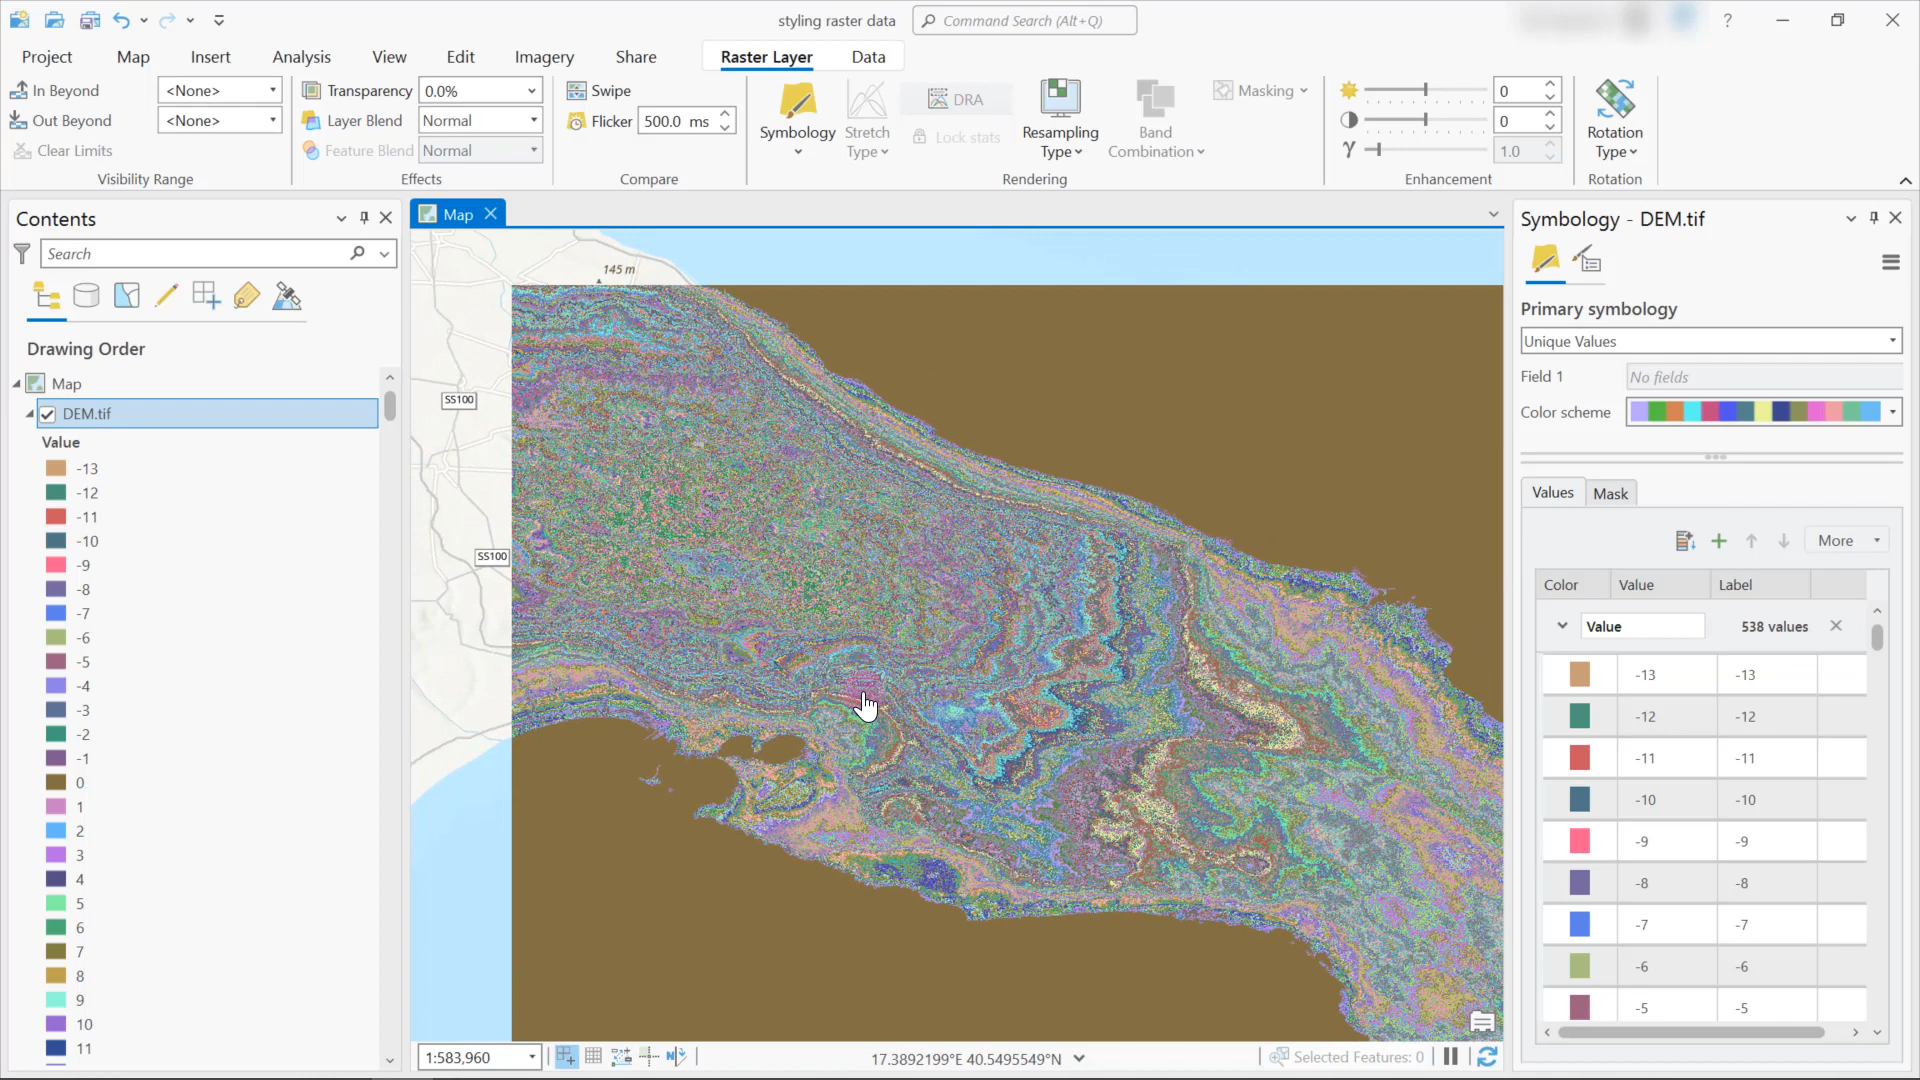 styling raster data
Command Search (Alt+Q)
?
Project Map Insert Analysis View Edit Imagery Share Raster Layer Data
In Beyond <None>
Out Beyond <None>
Clear Limits
Visibility Range
Transparency 0.0%
Layer Blend Normal
Feature Blend Normal
Effects
Swipe
Flicker 500.0 ms
Compare
Symbology
Stretch
Type
DRA
Lock stats
Resampling
Type
Band
Combination
Masking
Rendering
0
0
γ 1.0
Enhancement
Rotation
Type
Rotation
Contents
Search
Drawing Order
Map
DEM.tif
Value
-13
-12
-11
-10
-9
-8
-7
-6
-5
-4
-3
-2
-1
0
1
2
3
4
5
6
7
8
9
10
11
Map
145 m
SS100
SS100
1:583,960
17.3892199°E 40.5495549°N
Selected Features: 0
Symbology - DEM.tif
Primary symbology
Unique Values
Field 1 No fields
Color scheme
Values Mask
More
Color Value Label
Value 538 values
-13 -13
-12 -12
-11 -11
-10 -10
-9 -9
-8 -8
-7 -7
-6 -6
-5 -5